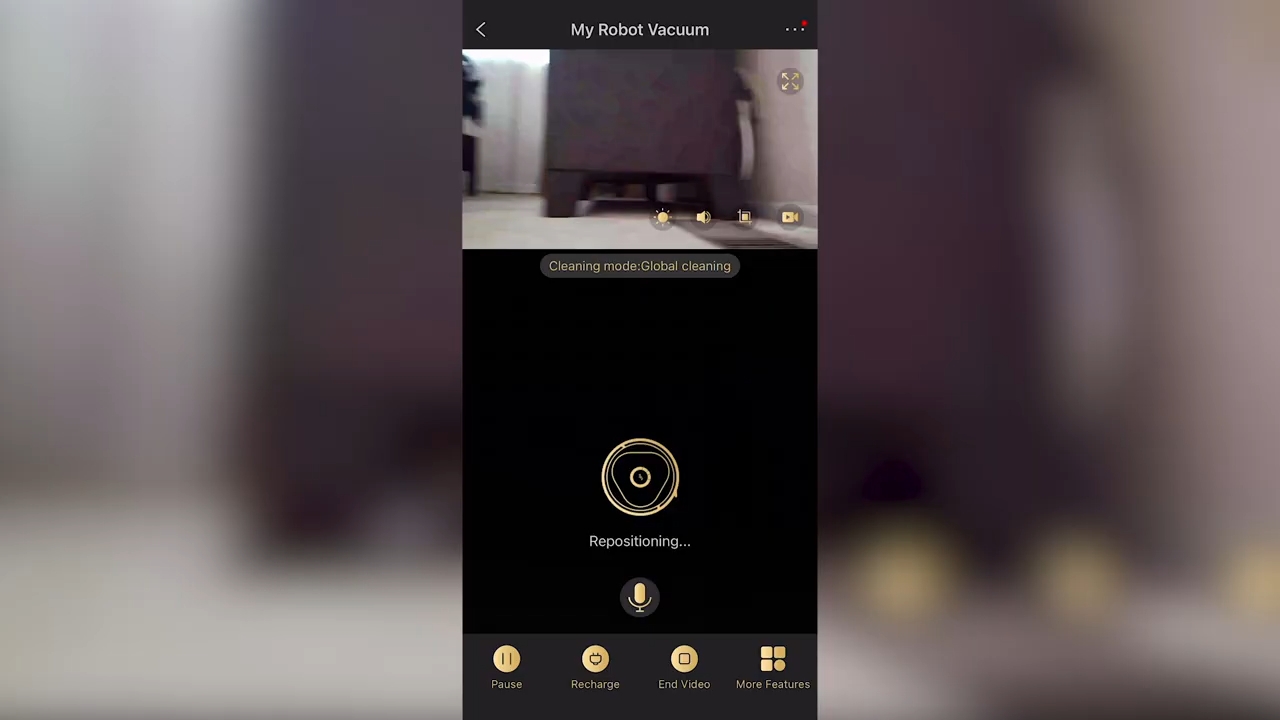 My Robot Vacuum
Cleaning mode:Global cleaning
Repositioning...
Pause
Recharge
End Video
More Features